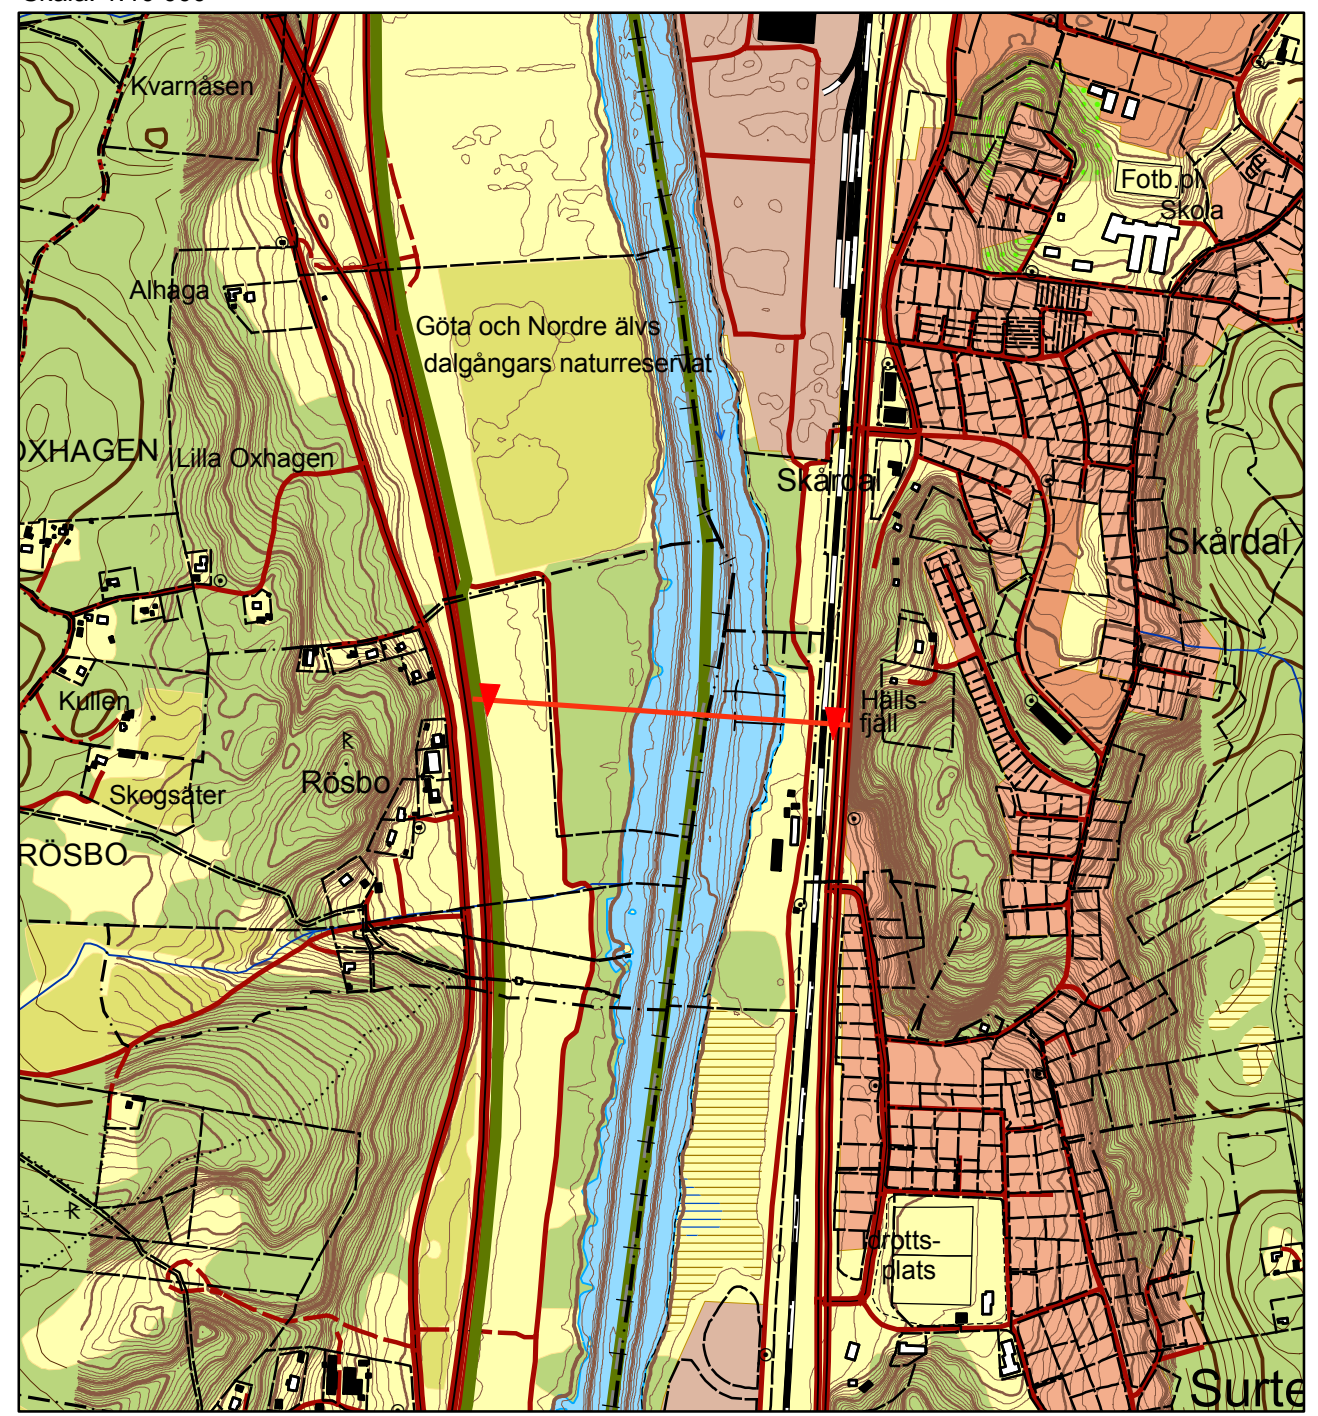 Kvarnåsen
Fotb.pl.
Skola
Alhaga
Göta och Nordre älvs
dalgångars naturreservat
OXHAGEN
Lilla Oxhagen
Skårdal
Skårdal
Kullen
Hälls-
fjäll
Rösbo
Skogsäter
RÖSBO
R
R
Idrotts-
plats
Surte